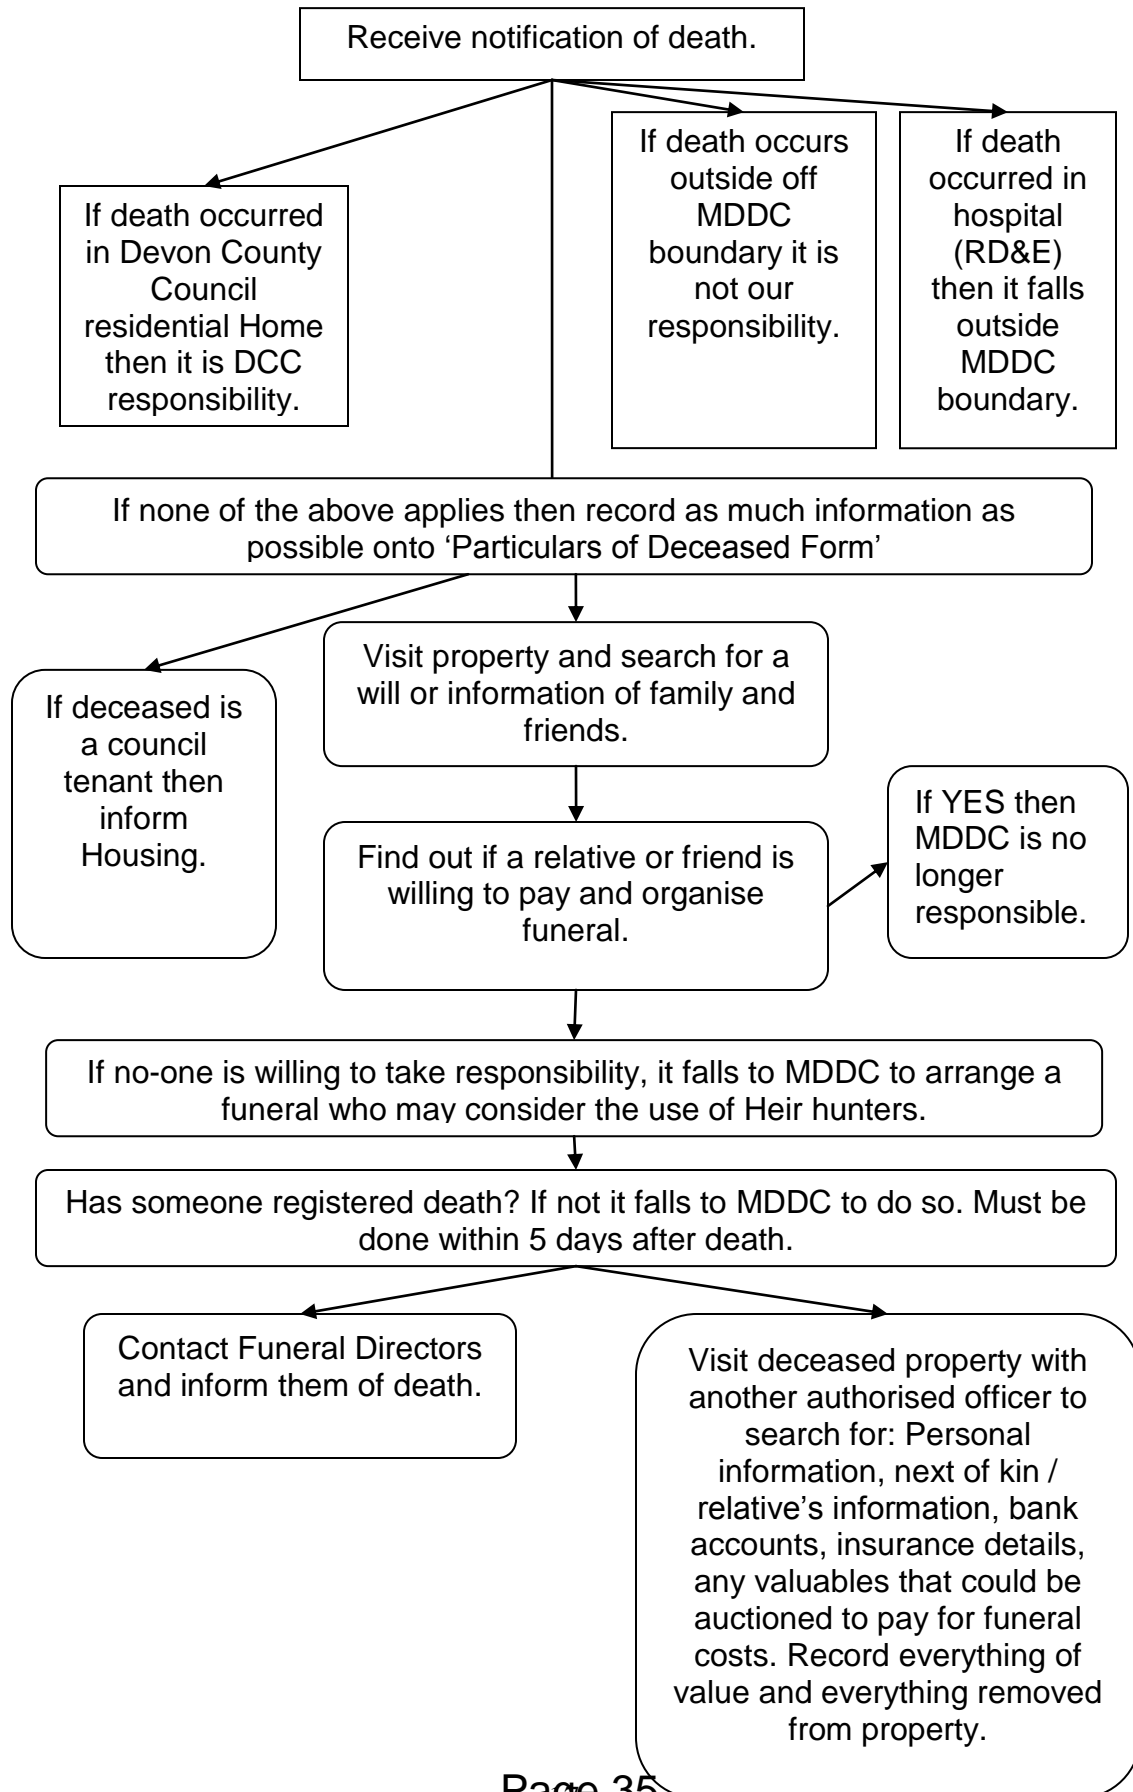 Receive notification of death.
If death occurred
in Devon County
Council
residential Home
then it is DCC
responsibility.
If death occurs
outside off
MDDC
boundary it is
not our
responsibility.
If death
occurred in
hospital
(RD&E)
then it falls
outside
MDDC
boundary.
If none of the above applies then record as much information as
possible onto ‘Particulars of Deceased Form’
If deceased is
a council
tenant then
inform
Housing.
Visit property and search for a
will or information of family and
friends.
Find out if a relative or friend is
willing to pay and organise
funeral.
If YES then
MDDC is no
longer
responsible.
If no-one is willing to take responsibility, it falls to MDDC to arrange a
funeral who may consider the use of Heir hunters.
Has someone registered death? If not it falls to MDDC to do so. Must be
done within 5 days after death.
Contact Funeral Directors
and inform them of death.
Visit deceased property with
another authorised officer to
search for: Personal
information, next of kin /
relative’s information, bank
accounts, insurance details,
any valuables that could be
auctioned to pay for funeral
costs. Record everything of
value and everything removed
from property.
Page 35